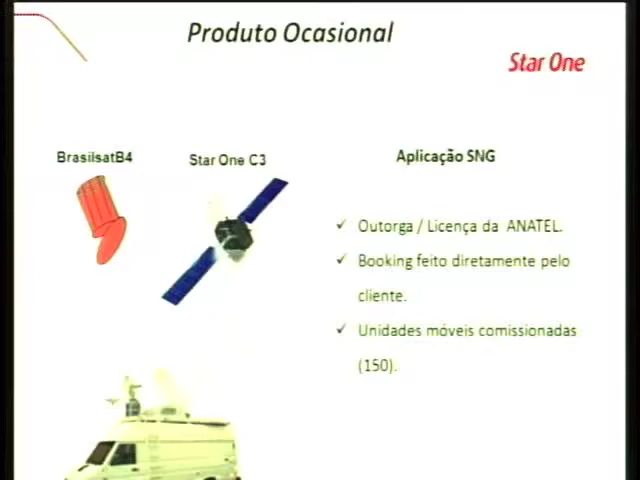 Produto Ocasional
Star One
BrasilsatB4
Star One C3
Aplicação SNG
✓ Outorga / Licença da ANATEL.
✓ Booking feito diretamente pelo
cliente.
✓ Unidades móveis comissionadas
(150).